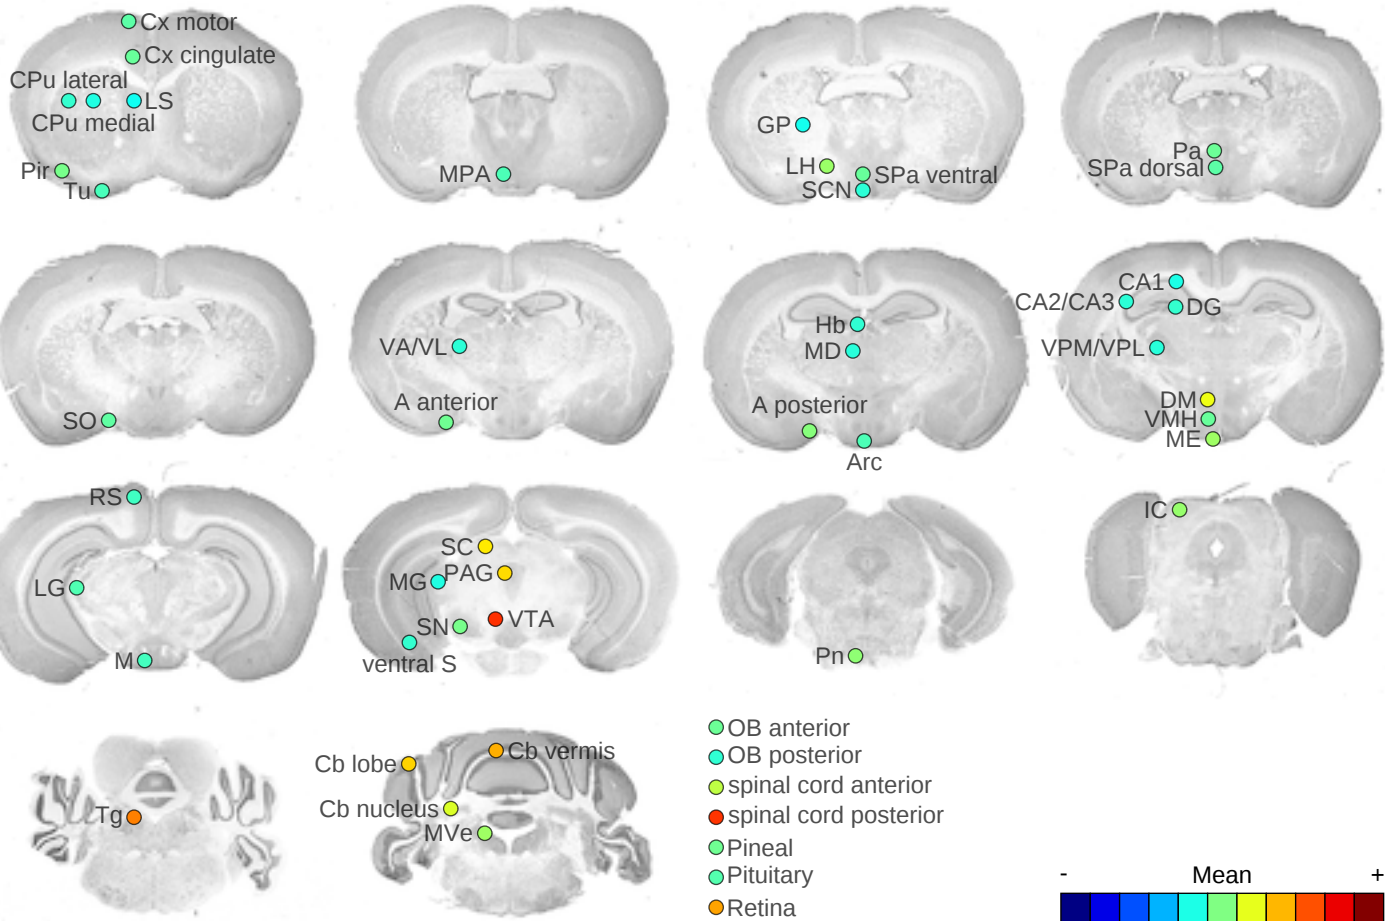 Cx motor
Cx cingulate
CPu lateral
LS
CPu medial
Pir
Tu
MPA
GP
LH
SPa ventral
SCN
Pa
SPa dorsal
SO
VA/VL
A anterior
Hb
MD
A posterior
Arc
CA1
CA2/CA3
DG
VPM/VPL
DM
VMH
ME
RS
LG
M
SC
PAG
MG
VTA
SN
ventral S
Pn
IC
Tg
Cb vermis
Cb lobe
Cb nucleus
MVe
OB anterior
OB posterior
spinal cord anterior
spinal cord posterior
Pineal
Pituitary
Retina
- Mean +